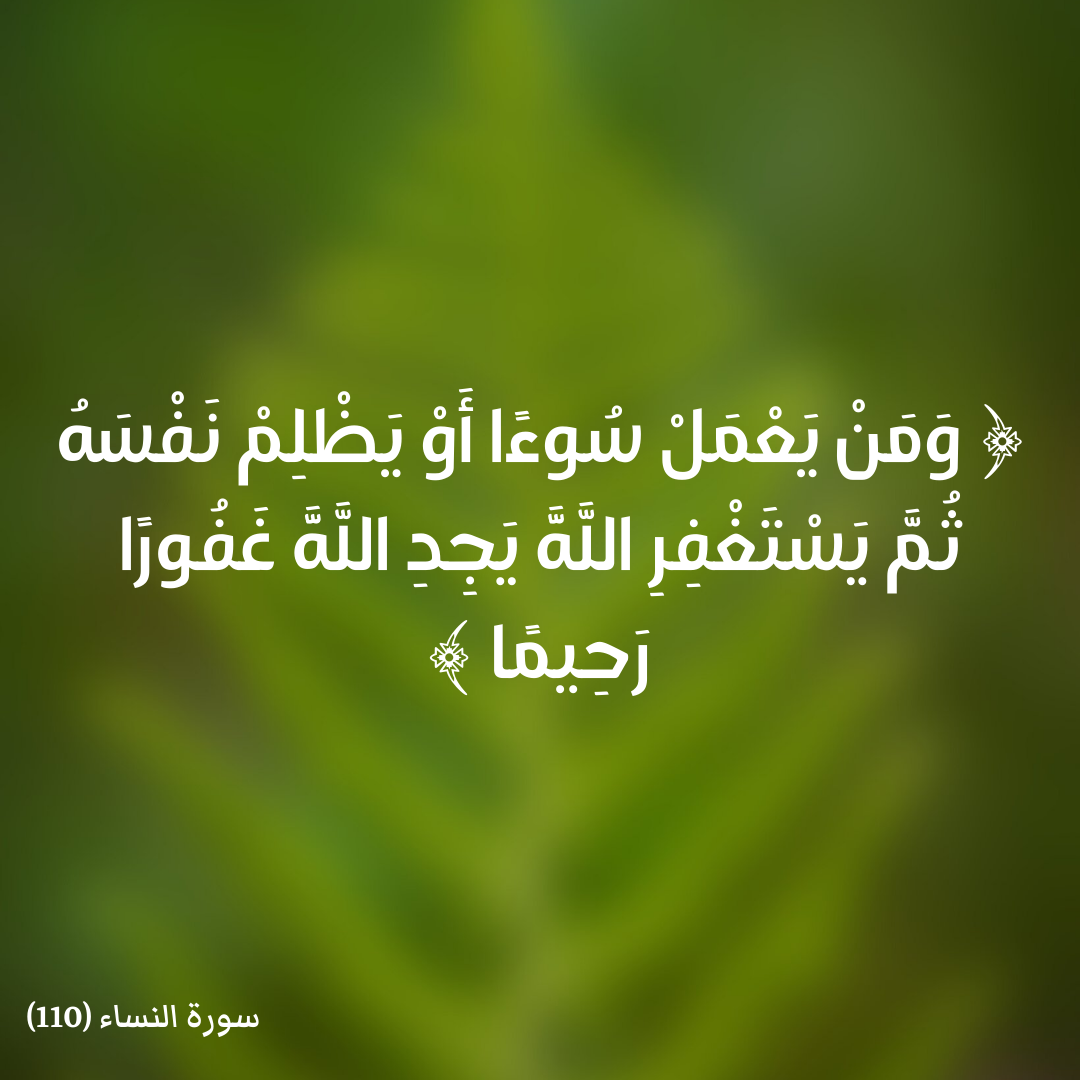 ﴿ وَمَنْ يَعْمَلْ سُوءًا أَوْ يَظْلِمْ نَفْسَهُ
ثُمَّ يَسْتَغْفِرِ اللَّهَ يَجِدِ اللَّهَ غَفُورًا
رَحِيمًا ﴾
سورة النساء (110)